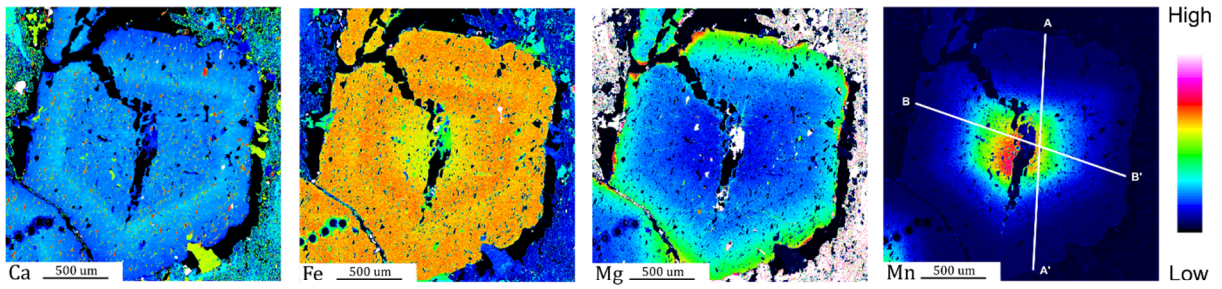 High
A
B
B'
A'
Ca 500 um
Fe 500 um
Mg 500 um
Mn 500 um
Low